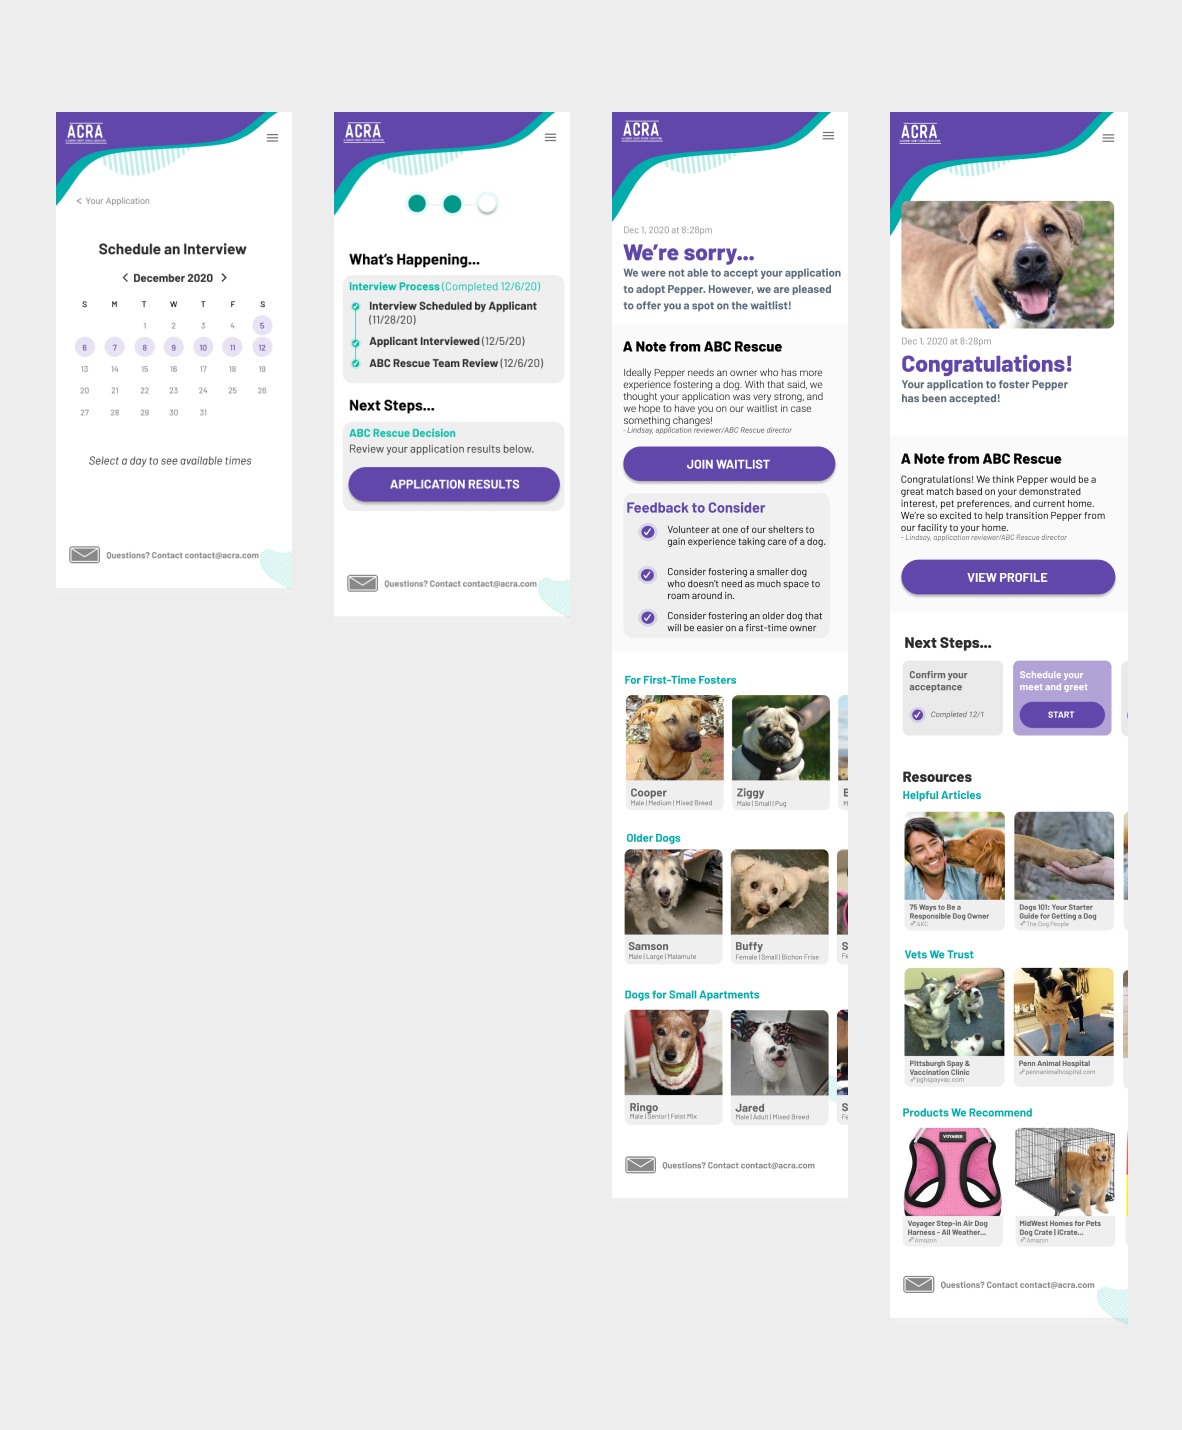 ACRA
< Your Application
Schedule an Interview
< December 2020 >
S M T W T F S
1 2 3 4 5
6 7 8 9 10 11 12
13 14 15 16 17 18 19
20 21 22 23 24 25 26
27 28 29 30 31
Select a day to see available times
Questions? Contact contact@acra.com
ACRA
What's Happening...
Interview Process (Completed 12/6/20)
Interview Scheduled by Applicant
(11/28/20)
Applicant Interviewed (12/5/20)
ABC Rescue Team Review (12/6/20)
Next Steps...
ABC Rescue Decision
Review your application results below.
APPLICATION RESULTS
Questions? Contact contact@acra.com
ACRA
Dec 1, 2020 at 8:28pm
We're sorry...
We were not able to accept your application
to adopt Pepper. However, we are pleased
to offer you a spot on the waitlist!
A Note from ABC Rescue
Ideally Pepper needs an owner who has more
experience fostering a dog. With that said, we
thought your application was very strong, and
we hope to have you on our waitlist in case
something changes!
- Lindsay, application reviewer/ABC Rescue director
JOIN WAITLIST
Feedback to Consider
Volunteer at one of our shelters to
gain experience taking care of a dog.
Consider fostering a smaller dog
who doesn't need as much space to
roam around in.
Consider fostering an older dog that
will be easier on a first-time owner
For First-Time Fosters
Cooper
Male | Medium | Mixed Breed
Ziggy
Male | Small | Pug
Older Dogs
Samson
Male | Large | Malamute
Buffy
Female | Small | Bichon Frise
S
Fe
Dogs for Small Apartments
Ringo
Male | Senior | Feist Mix
Jared
Male | Adult | Mixed Breed
S
Fe
Questions? Contact contact@acra.com
ACRA
Dec 1, 2020 at 8:28pm
Congratulations!
Your application to foster Pepper
has been accepted!
A Note from ABC Rescue
Congratulations! We think Pepper would be a
great match based on your demonstrated
interest, pet preferences, and current home.
We're so excited to help transition Pepper from
our facility to your home.
- Lindsay, application reviewer/ABC Rescue director
VIEW PROFILE
Next Steps...
Confirm your
acceptance
Completed 12/1
Schedule your
meet and greet
START
Resources
Helpful Articles
75 Ways to Be a
Responsible Dog Owner
AKC
Dogs 101: Your Starter
Guide for Getting a Dog
The Dog People
Vets We Trust
Pittsburgh Spay &
Vaccination Clinic
pghspayvac.com
Penn Animal Hospital
pennanimalhospital.com
Products We Recommend
VOYAGER
Voyager Step-in Air Dog
Harness - All Weather...
Amazon
MidWest Homes for Pets
Dog Crate | iCrate...
Amazon
Questions? Contact contact@acra.com